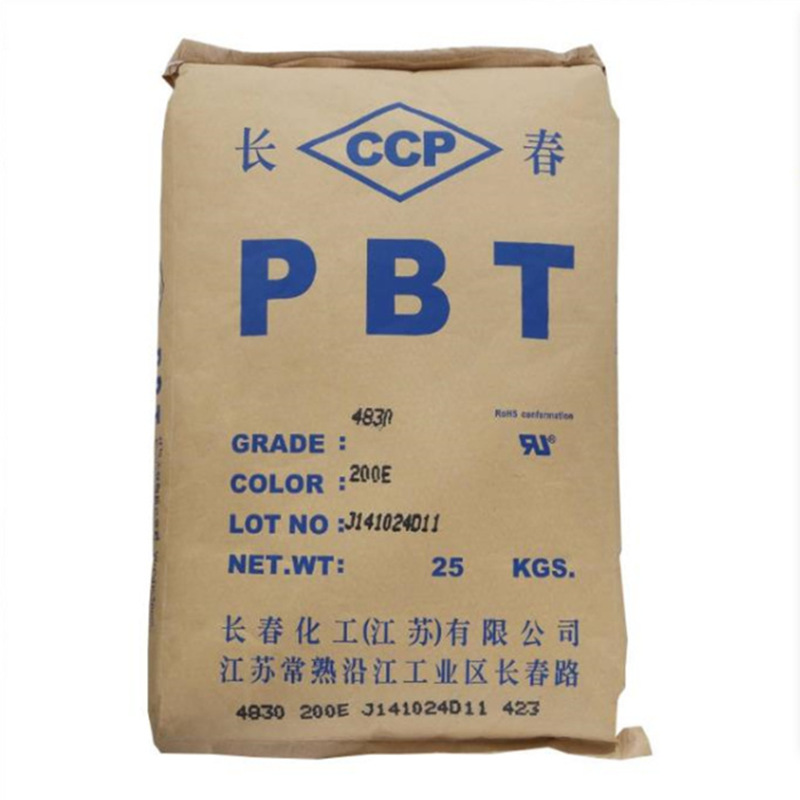 长 CCP 春
PBT
4830
RoHS conformation
GRADE :
COLOR : 200E
LOT NO : J141024D11
NET.WT: 25 KGS.
长春化工(江苏)有限公司
江苏常熟沿江工业区长春路
4830 200E J141024D11 423